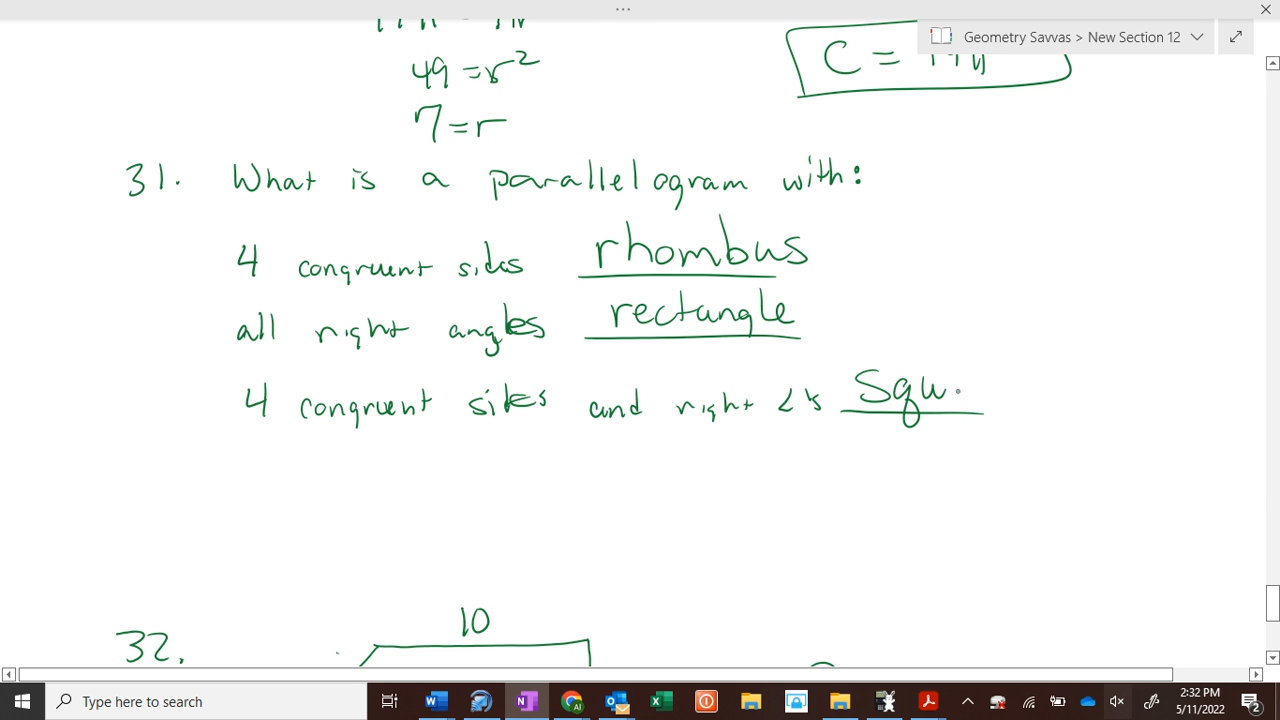 Geometry Savvas > New Section 12
49 = r²
C =
7 = r
31. What is a parallelogram with:
4 congruent sides rhombus
all right angles rectangle
4 congruent sides and right <'s Squ
10
32.
Type here to search
2:32 PM
5/11/2022
2